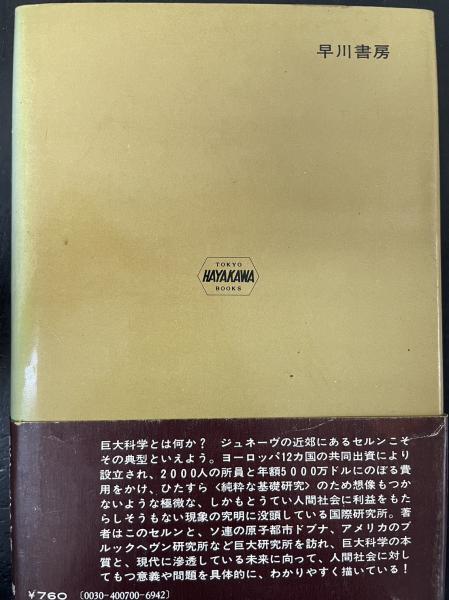 早川書房
TOKYO
HAYAKAWA
BOOKS
巨大科学とは何か? ジュネーヴの近郊にあるセルンこそ
その典型といえよう。ヨーロッパ12カ国の共同出資により
設立され、2000人の所員と年額5000万ドルにのぼる費
用をかけ、ひたすら〈純粋な基礎研究〉のため想像もつか
ないような極微な、しかもとうてい人間社会に利益をもた
らしそうもない現象の究明に没頭している国際研究所。著
者はこのセルンと、ソ連の原子都市ドブナ、アメリカのブ
ルックヘヴン研究所など巨大研究所を訪れ、巨大科学の本
質と、現代に滲透している未来に向って、人間社会に対し
てもつ意義や問題を具体的に、わかりやすく描いている!
¥760 〔0030-400700-6942〕